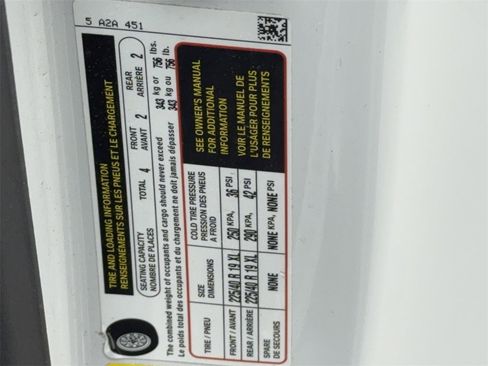 5 A2A 451
TIRE AND LOADING INFORMATION
RENSEIGNEMENTS SUR LES PNEUS ET LE CHARGEMENT
SEATING CAPACITY
NOMBRE DE PLACES
TOTAL 4
FRONT
AVANT 2
REAR
ARRIÈRE 2
The combined weight of occupants and cargo should never exceed 343 kg or 756 lbs.
Le poids total des occupants et du chargement ne doit jamais dépasser 343 kg ou 756 lb.
TIRE / PNEU SIZE DIMENSIONS COLD TIRE PRESSURE PRESSION DES PNEUS A FROID
FRONT / AVANT 225/40 R 19 XL 250 KPA, 36 PSI
REAR / ARRIÈRE 225/40 R 19 XL 290 KPA, 42 PSI
SPARE DE SECOURS NONE NONE KPA, NONE PSI
SEE OWNER'S MANUAL
FOR ADDITIONAL
INFORMATION
VOIR LE MANUEL DE
L'USAGER POUR PLUS
DE RENSEIGNEMENTS